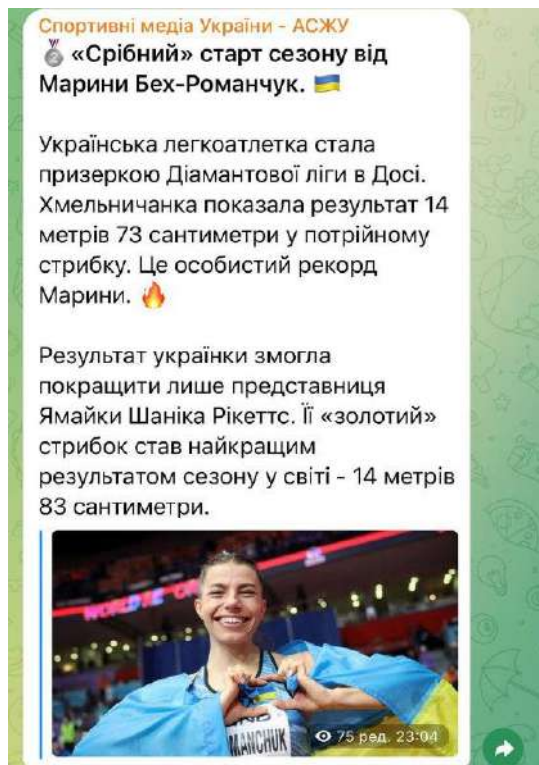 Спортивні медіа України - АСЖУ
🥈 «Срібний» старт сезону від
Марини Бех-Романчук. 🇺🇦
Українська легкоатлетка стала
призеркою Діамантової ліги в Досі.
Хмельничанка показала результат 14
метрів 73 сантиметри у потрійному
стрибку. Це особистий рекорд
Марини. 🔥
Результат українки змогла
покращити лише представниця
Ямайки Шаніка Рікеттс. Її «золотий»
стрибок став найкращим
результатом сезону у світі - 14 метрів
83 сантиметри.
WORLD
MANCHUK
75 ред. 23:04